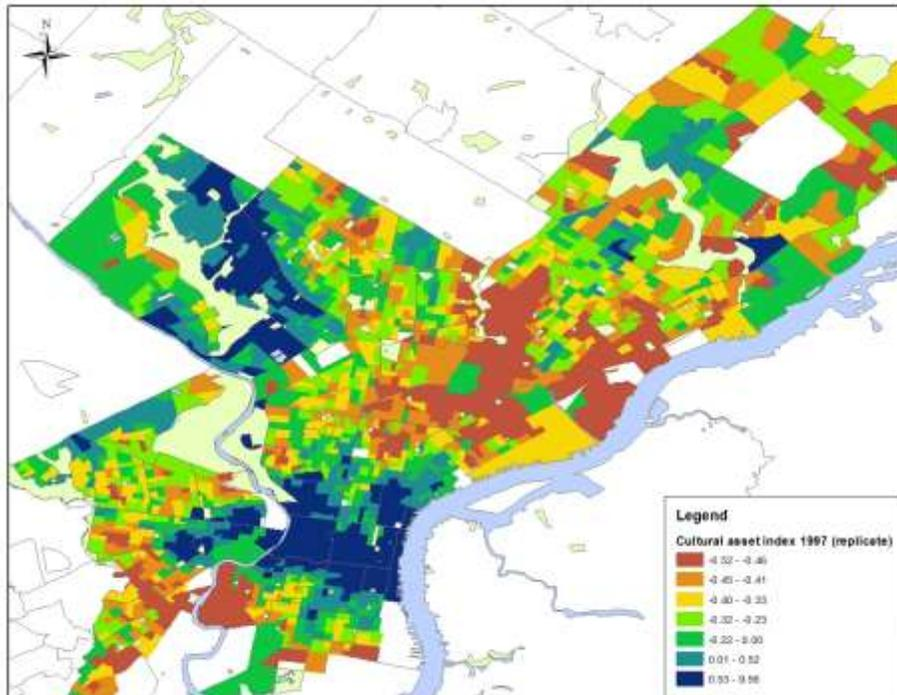 N
Legend
Cultural asset index 1997 (replicate)
-0.52 - -0.46
-0.45 - -0.41
-0.40 - -0.33
-0.32 - -0.23
-0.22 - 0.00
0.01 - 0.52
0.53 - 9.98